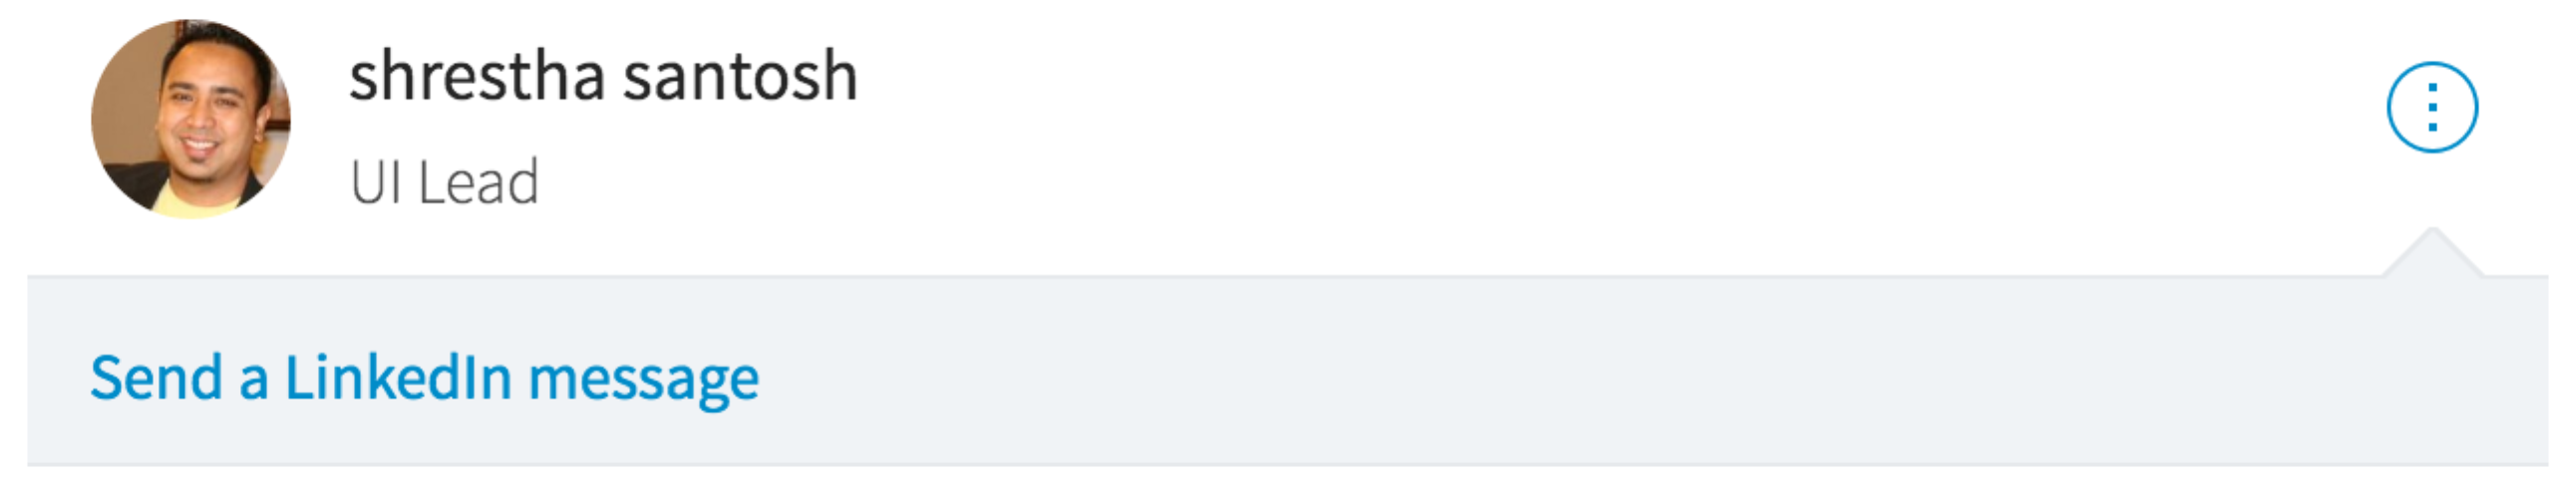 shrestha santosh
UI Lead
Send a LinkedIn message